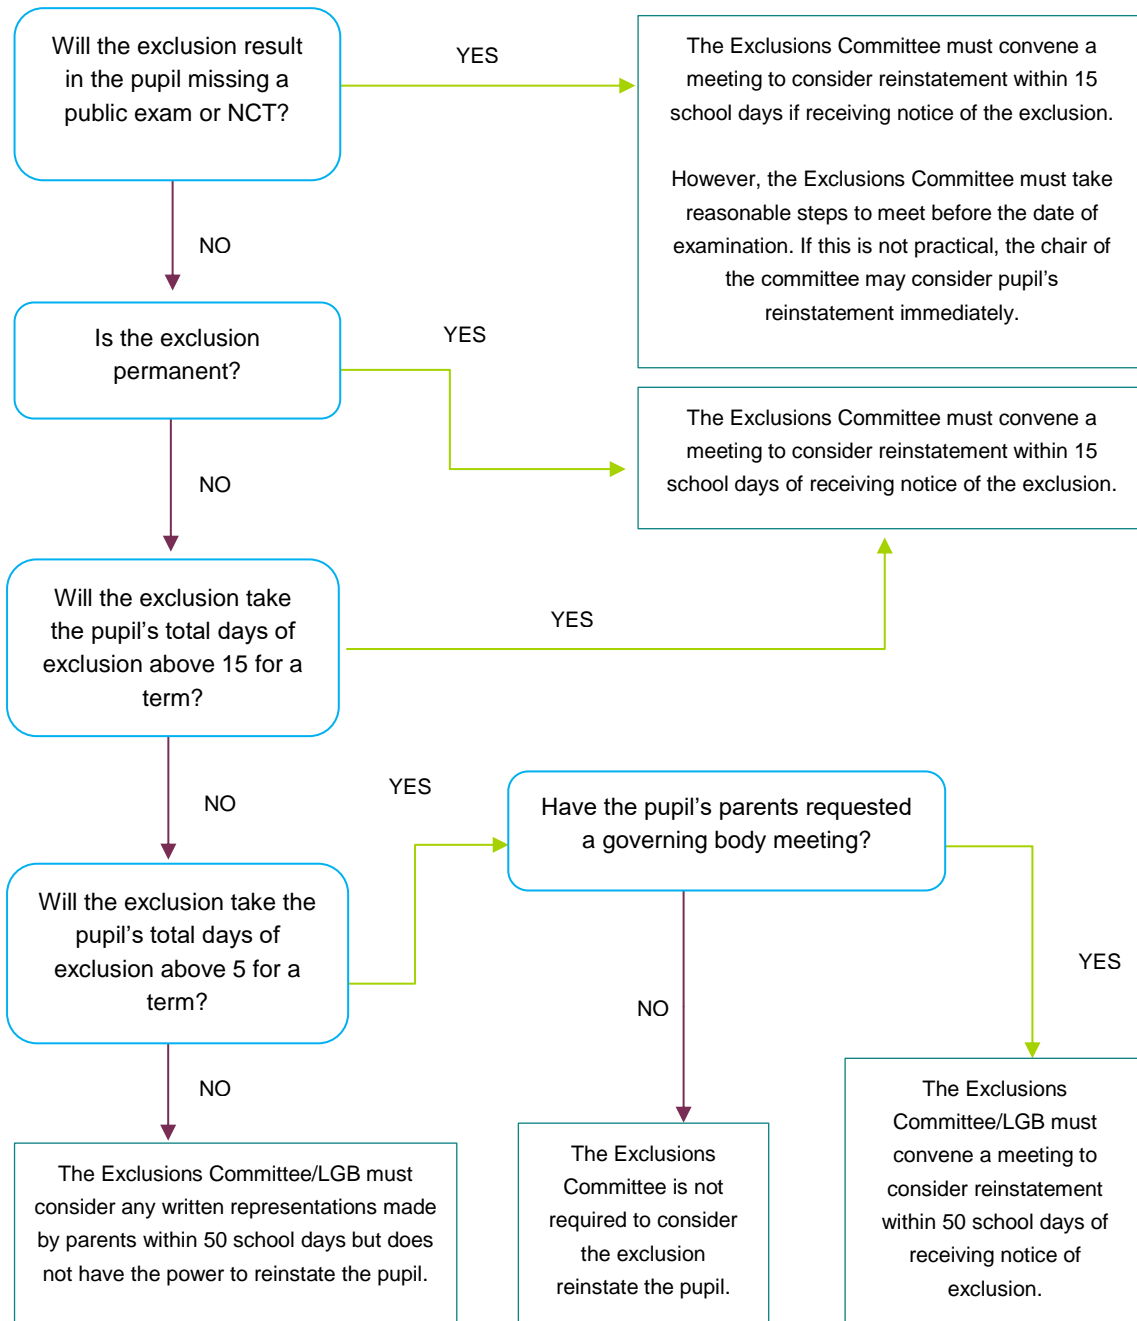 Will the exclusion result
in the pupil missing a
public exam or NCT?
YES
The Exclusions Committee must convene a
meeting to consider reinstatement within 15
school days if receiving notice of the exclusion.
However, the Exclusions Committee must take
reasonable steps to meet before the date of
examination. If this is not practical, the chair of
the committee may consider pupil’s
reinstatement immediately.
NO
Is the exclusion
permanent?
YES
The Exclusions Committee must convene a
meeting to consider reinstatement within 15
school days of receiving notice of the exclusion.
NO
Will the exclusion take
the pupil’s total days of
exclusion above 15 for a
term?
YES
NO
Will the exclusion take the
pupil’s total days of
exclusion above 5 for a
term?
YES
Have the pupil’s parents requested
a governing body meeting?
NO
YES
NO
The Exclusions Committee/LGB must
consider any written representations made
by parents within 50 school days but does
not have the power to reinstate the pupil.
The Exclusions
Committee is not
required to consider
the exclusion
reinstate the pupil.
The Exclusions
Committee/LGB must
convene a meeting to
consider reinstatement
within 50 school days of
receiving notice of
exclusion.